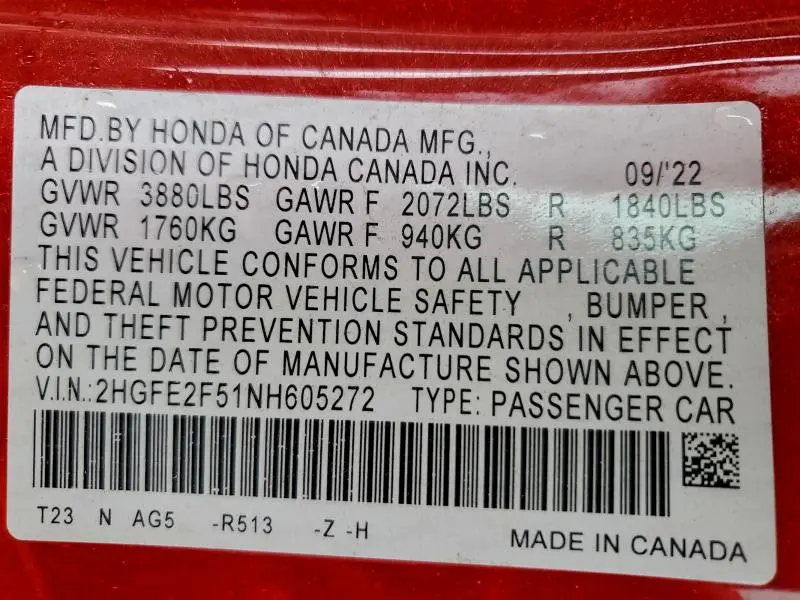 MFD.BY HONDA OF CANADA MFG.,
A DIVISION OF HONDA CANADA INC. 09/'22
GVWR 3880LBS GAWR F 2072LBS R 1840LBS
GVWR 1760KG GAWR F 940KG R 835KG
THIS VEHICLE CONFORMS TO ALL APPLICABLE
FEDERAL MOTOR VEHICLE SAFETY , BUMPER ,
AND THEFT PREVENTION STANDARDS IN EFFECT
ON THE DATE OF MANUFACTURE SHOWN ABOVE.
V.I.N.:2HGFE2F51NH605272 TYPE: PASSENGER CAR
T23 N AG5 -R513 -Z -H
MADE IN CANADA